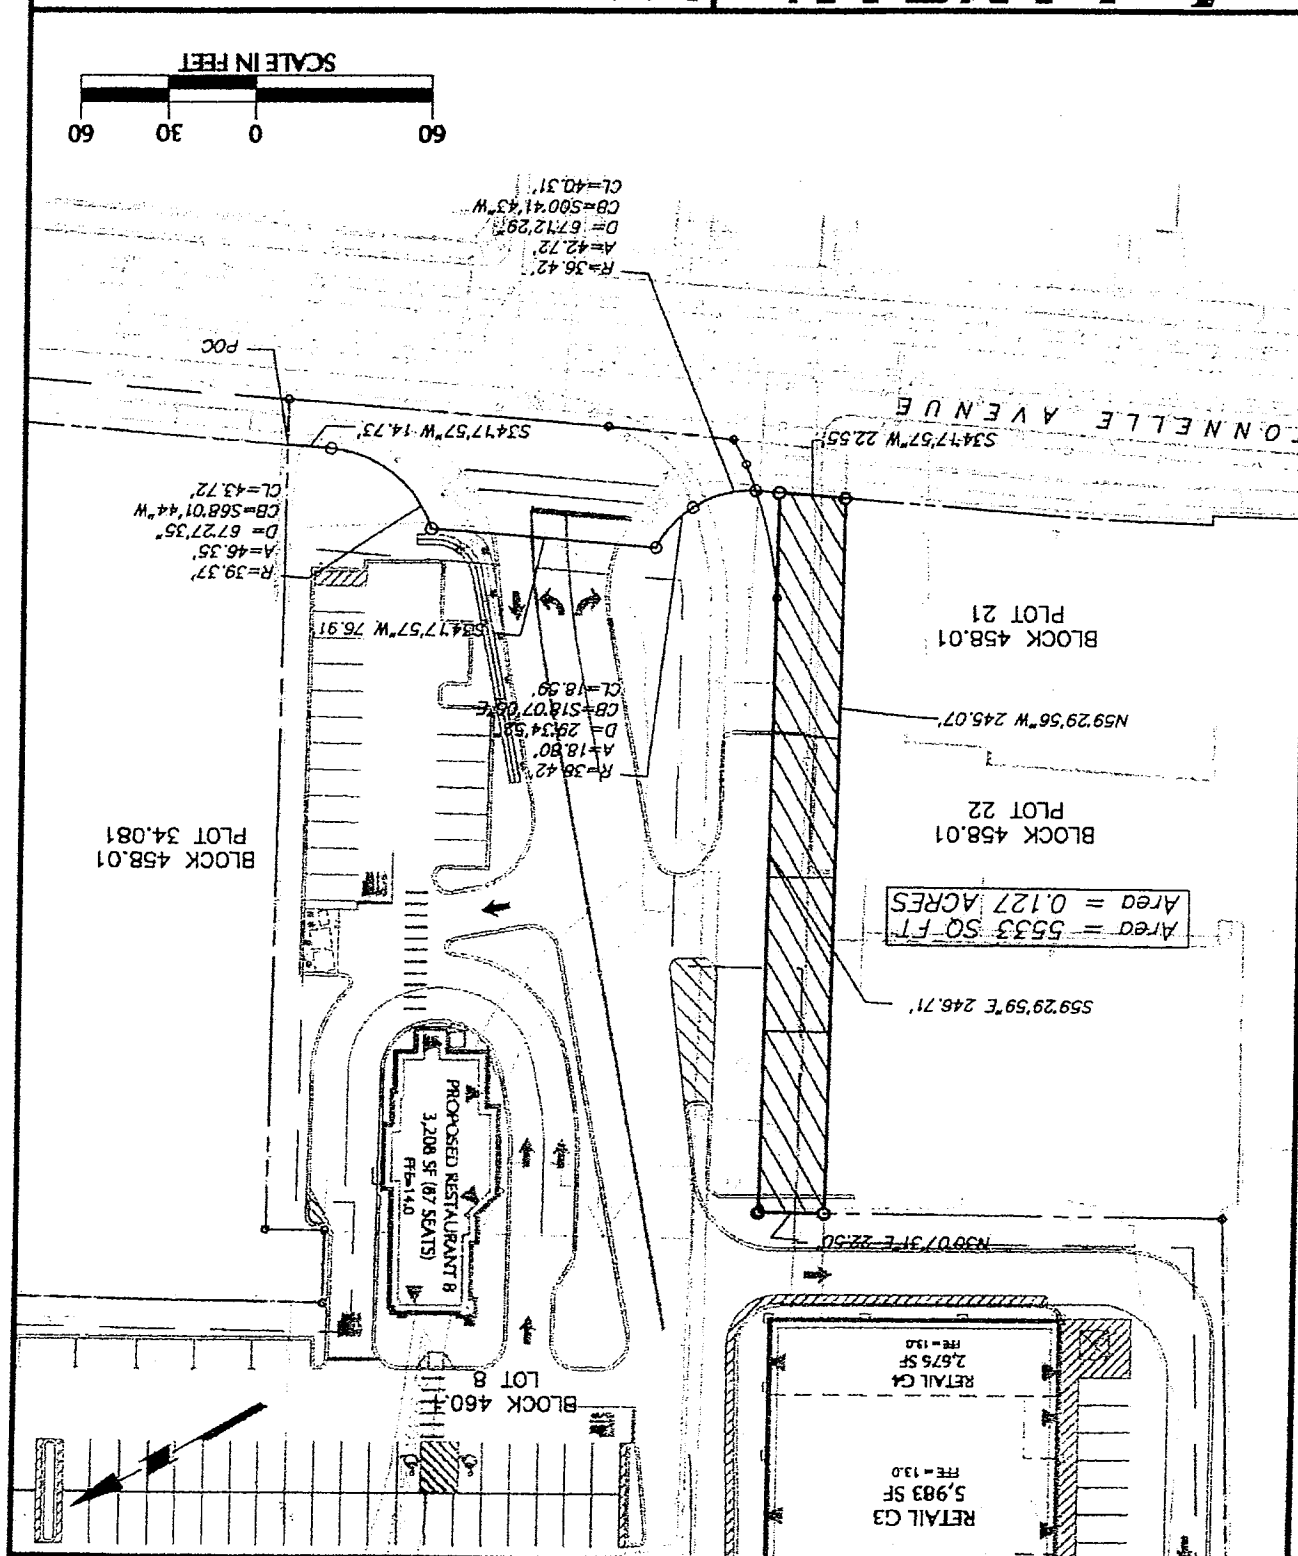 RETAIL G3
5,983 SF
FFE = 13.0
RETAIL G4
2,675 SF
FFE = 13.0
BLOCK 460.
LOT 8
PROPOSED RESTAURANT 8
3,208 SF (87 SEATS)
FFE=14.0
N30°07'31"E 22.50'
S59°29'59"E 246.71'
Area = 5533 SQ FT
Area = 0.127 ACRES
BLOCK 458.01
PLOT 22
BLOCK 458.01
PLOT 34.081
N59°29'56"W 245.07'
BLOCK 458.01
PLOT 21
R=36.42'
A=18.80'
D= 29°34'52"
CB=S18°07'06"E
CL=18.59'
S34°17'57"W 76.91
R=39.37'
A=46.35'
D= 67°27'35"
CB=S68°01'44"W
CL=43.72'
S34°17'57"W 22.55'
S34°17'57"W 14.73'
ONNELLE AVENUE
POC
R=36.42'
A=42.72'
D= 67°12'29"
CB=S00°41'43"W
CL=40.31'
60 0 30 60
SCALE IN FEET